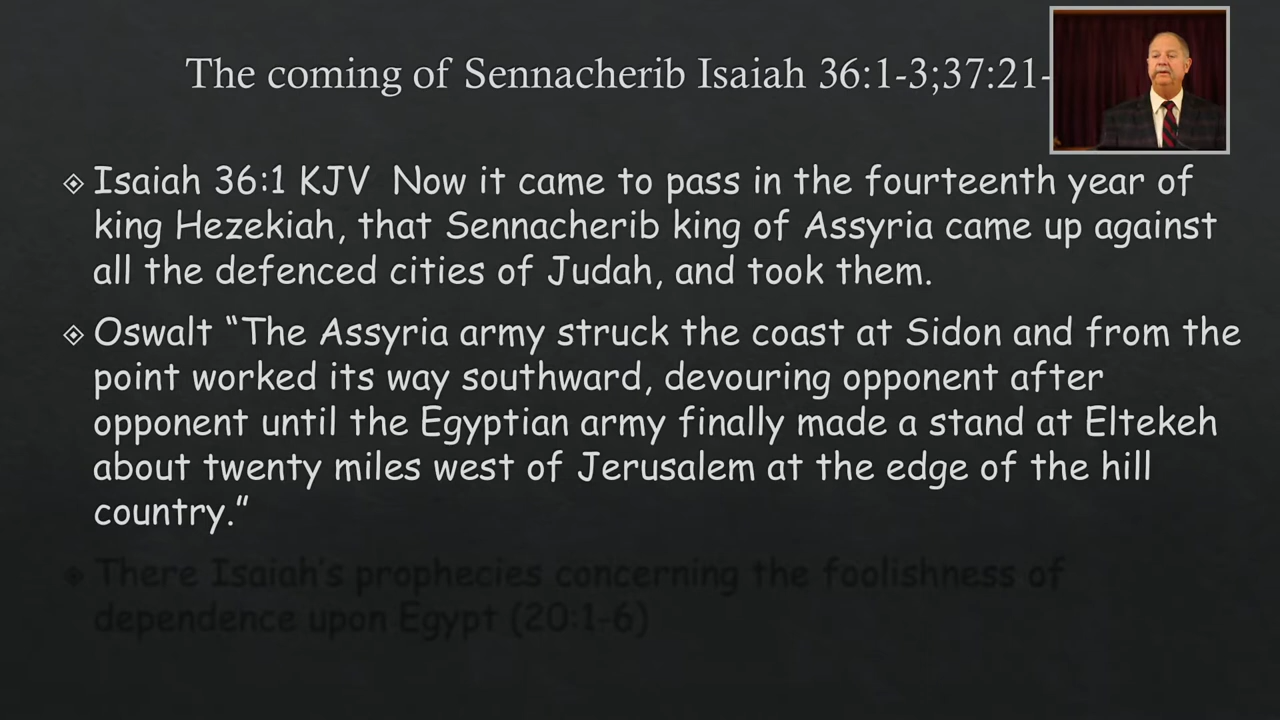 The coming of Sennacherib Isaiah 36:1-3;37:21-
Isaiah 36:1 KJV Now it came to pass in the fourteenth year of
king Hezekiah, that Sennacherib king of Assyria came up against
all the defenced cities of Judah, and took them.
Oswalt “The Assyria army struck the coast at Sidon and from the
point worked its way southward, devouring opponent after
opponent until the Egyptian army finally made a stand at Eltekeh
about twenty miles west of Jerusalem at the edge of the hill
country.”
There Isaiah’s prophecies concerning the foolishness of
dependence upon Egypt (20:1-6)